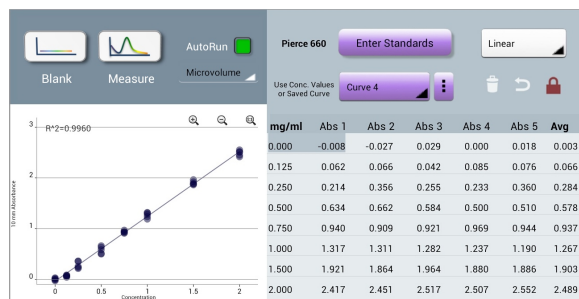 Blank
Measure
AutoRun
Microvolume
Pierce 660
Enter Standards
Linear
Use Conc. Values
or Saved Curve
Curve 4
R^2=0.9960
3
2
1
0
10 mm Absorbance
0 0.5 1 1.5 2
Concentration
mg/ml Abs 1 Abs 2 Abs 3 Abs 4 Abs 5 Avg
0.000 -0.008 -0.027 0.029 0.000 0.018 0.003
0.125 0.062 0.066 0.042 0.085 0.076 0.066
0.250 0.214 0.356 0.255 0.233 0.360 0.284
0.500 0.634 0.662 0.584 0.500 0.510 0.578
0.750 0.940 0.909 0.921 0.969 0.944 0.937
1.000 1.317 1.311 1.282 1.237 1.190 1.267
1.500 1.921 1.864 1.964 1.880 1.886 1.903
2.000 2.417 2.451 2.517 2.507 2.552 2.489